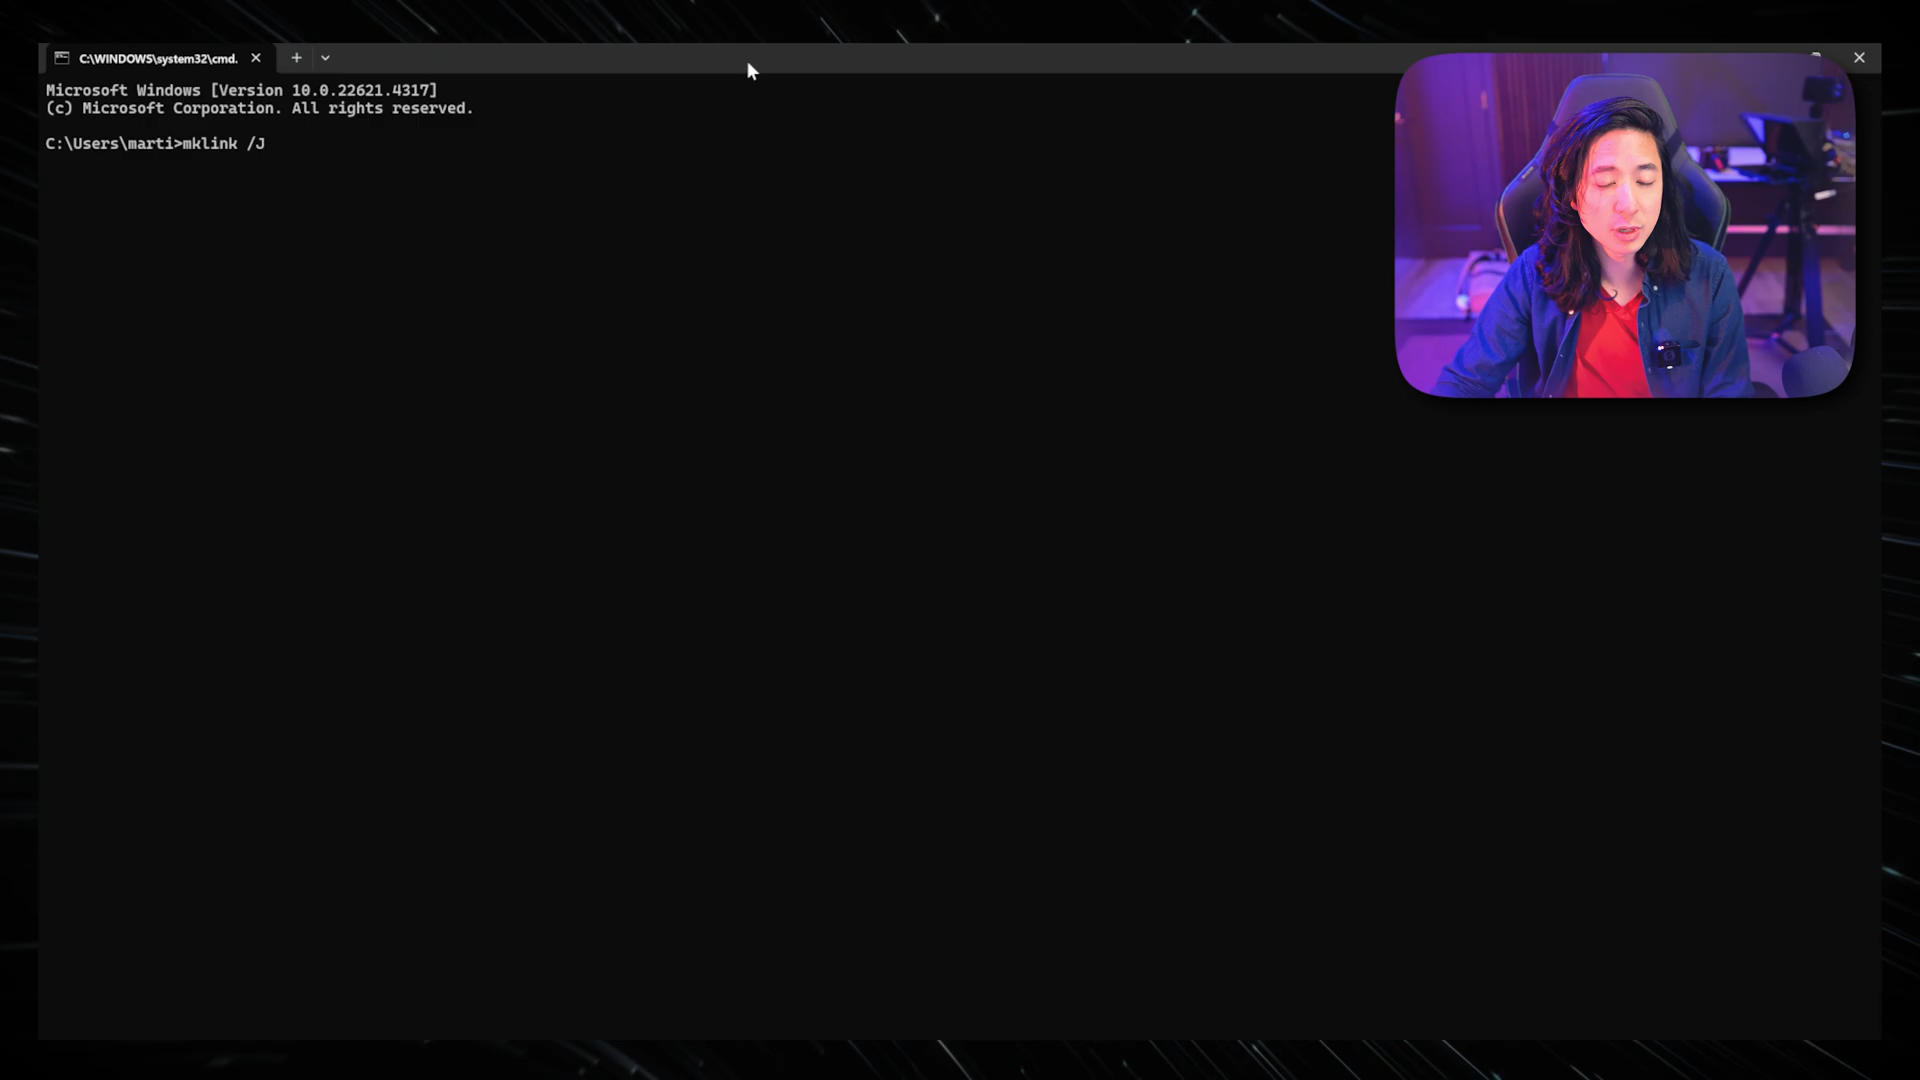 C:\WINDOWS\system32\cmd.
Microsoft Windows [Version 10.0.22621.4317]
(c) Microsoft Corporation. All rights reserved.
C:\Users\marti>mklink /J